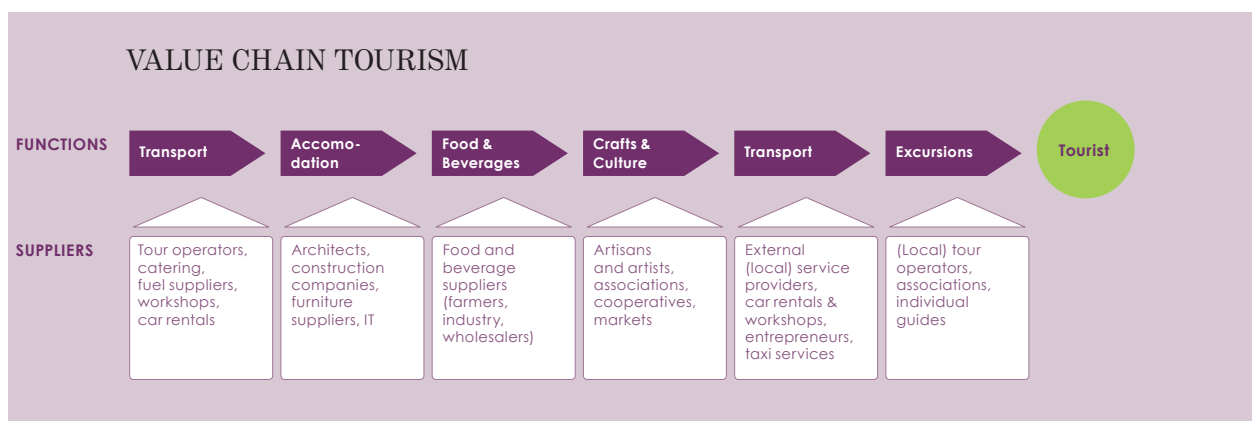 VALUE CHAIN TOURISM
FUNCTIONS
Transport
Accomo-
dation
Food &
Beverages
Crafts &
Culture
Transport
Excursions
Tourist
SUPPLIERS
Tour operators,
catering,
fuel suppliers,
workshops,
car rentals
Architects,
construction
companies,
furniture
suppliers, IT
Food and
beverage
suppliers
(farmers,
industry,
wholesalers)
Artisans
and artists,
associations,
cooperatives,
markets
External
(local) service
providers,
car rentals &
workshops,
entrepreneurs,
taxi services
(Local) tour
operators,
associations,
individual
guides